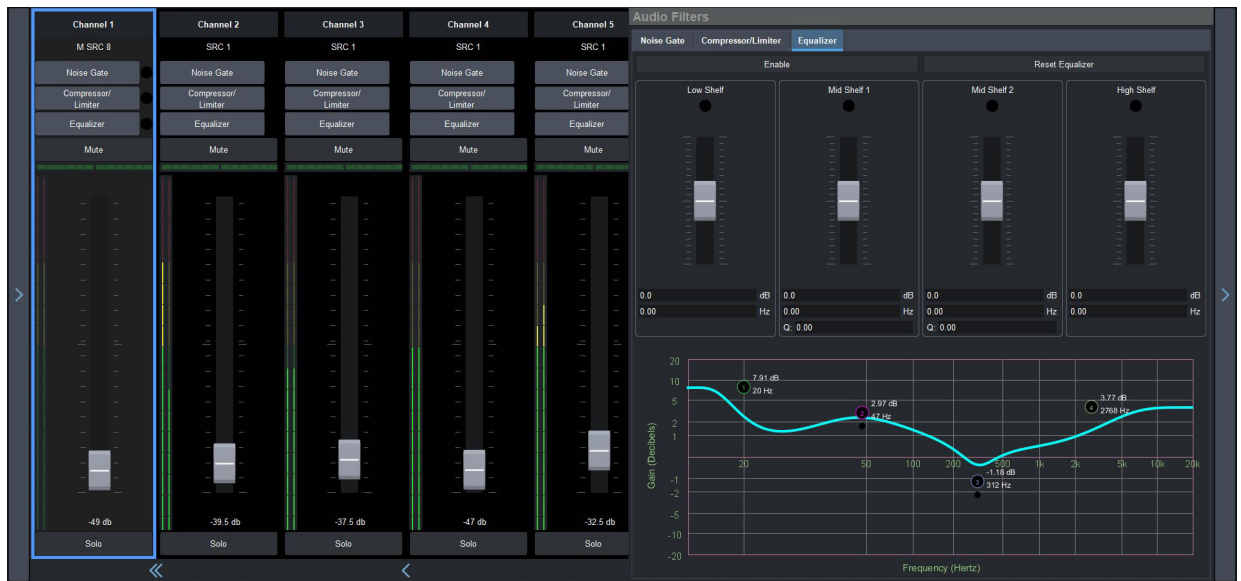 Channel 1
Channel 2
Channel 3
Channel 4
Channel 5
M SRC 8
SRC 1
SRC 1
SRC 1
SRC 1
Noise Gate
Noise Gate
Noise Gate
Noise Gate
Noise Gate
Compressor/
Limiter
Compressor/
Limiter
Compressor/
Limiter
Compressor/
Limiter
Compressor/
Limiter
Equalizer
Equalizer
Equalizer
Equalizer
Equalizer
Mute
Mute
Mute
Mute
Mute
-49 db
-39.5 db
-37.5 db
-47 db
-32.5 db
Solo
Solo
Solo
Solo
Solo
Audio Filters
Noise Gate
Compressor/Limiter
Equalizer
Enable
Reset Equalizer
Low Shelf
Mid Shelf 1
Mid Shelf 2
High Shelf
0.0 dB
0.0 dB
0.0 dB
0.0 dB
0.00 Hz
0.00 Hz
0.00 Hz
0.00 Hz
Q: 0.00
Q: 0.00
Gain (Decibels)
20
10
5
2
1
-1
-2
-5
-10
-20
1
7.91 dB
20 Hz
2
2.97 dB
47 Hz
3
-1.18 dB
312 Hz
4
3.77 dB
2768 Hz
20
50
100
200
500
1k
2k
5k
10k
20k
Frequency (Hertz)